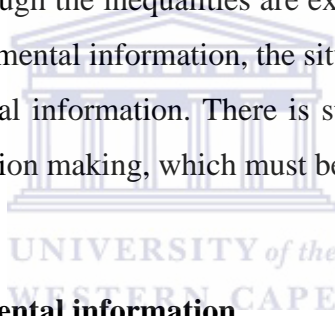 ugh the inequalities are ex
mental information, the sit
al information. There is s
ion making, which must be
UNIVERSITY of the
WESTERN CAPE
ental information